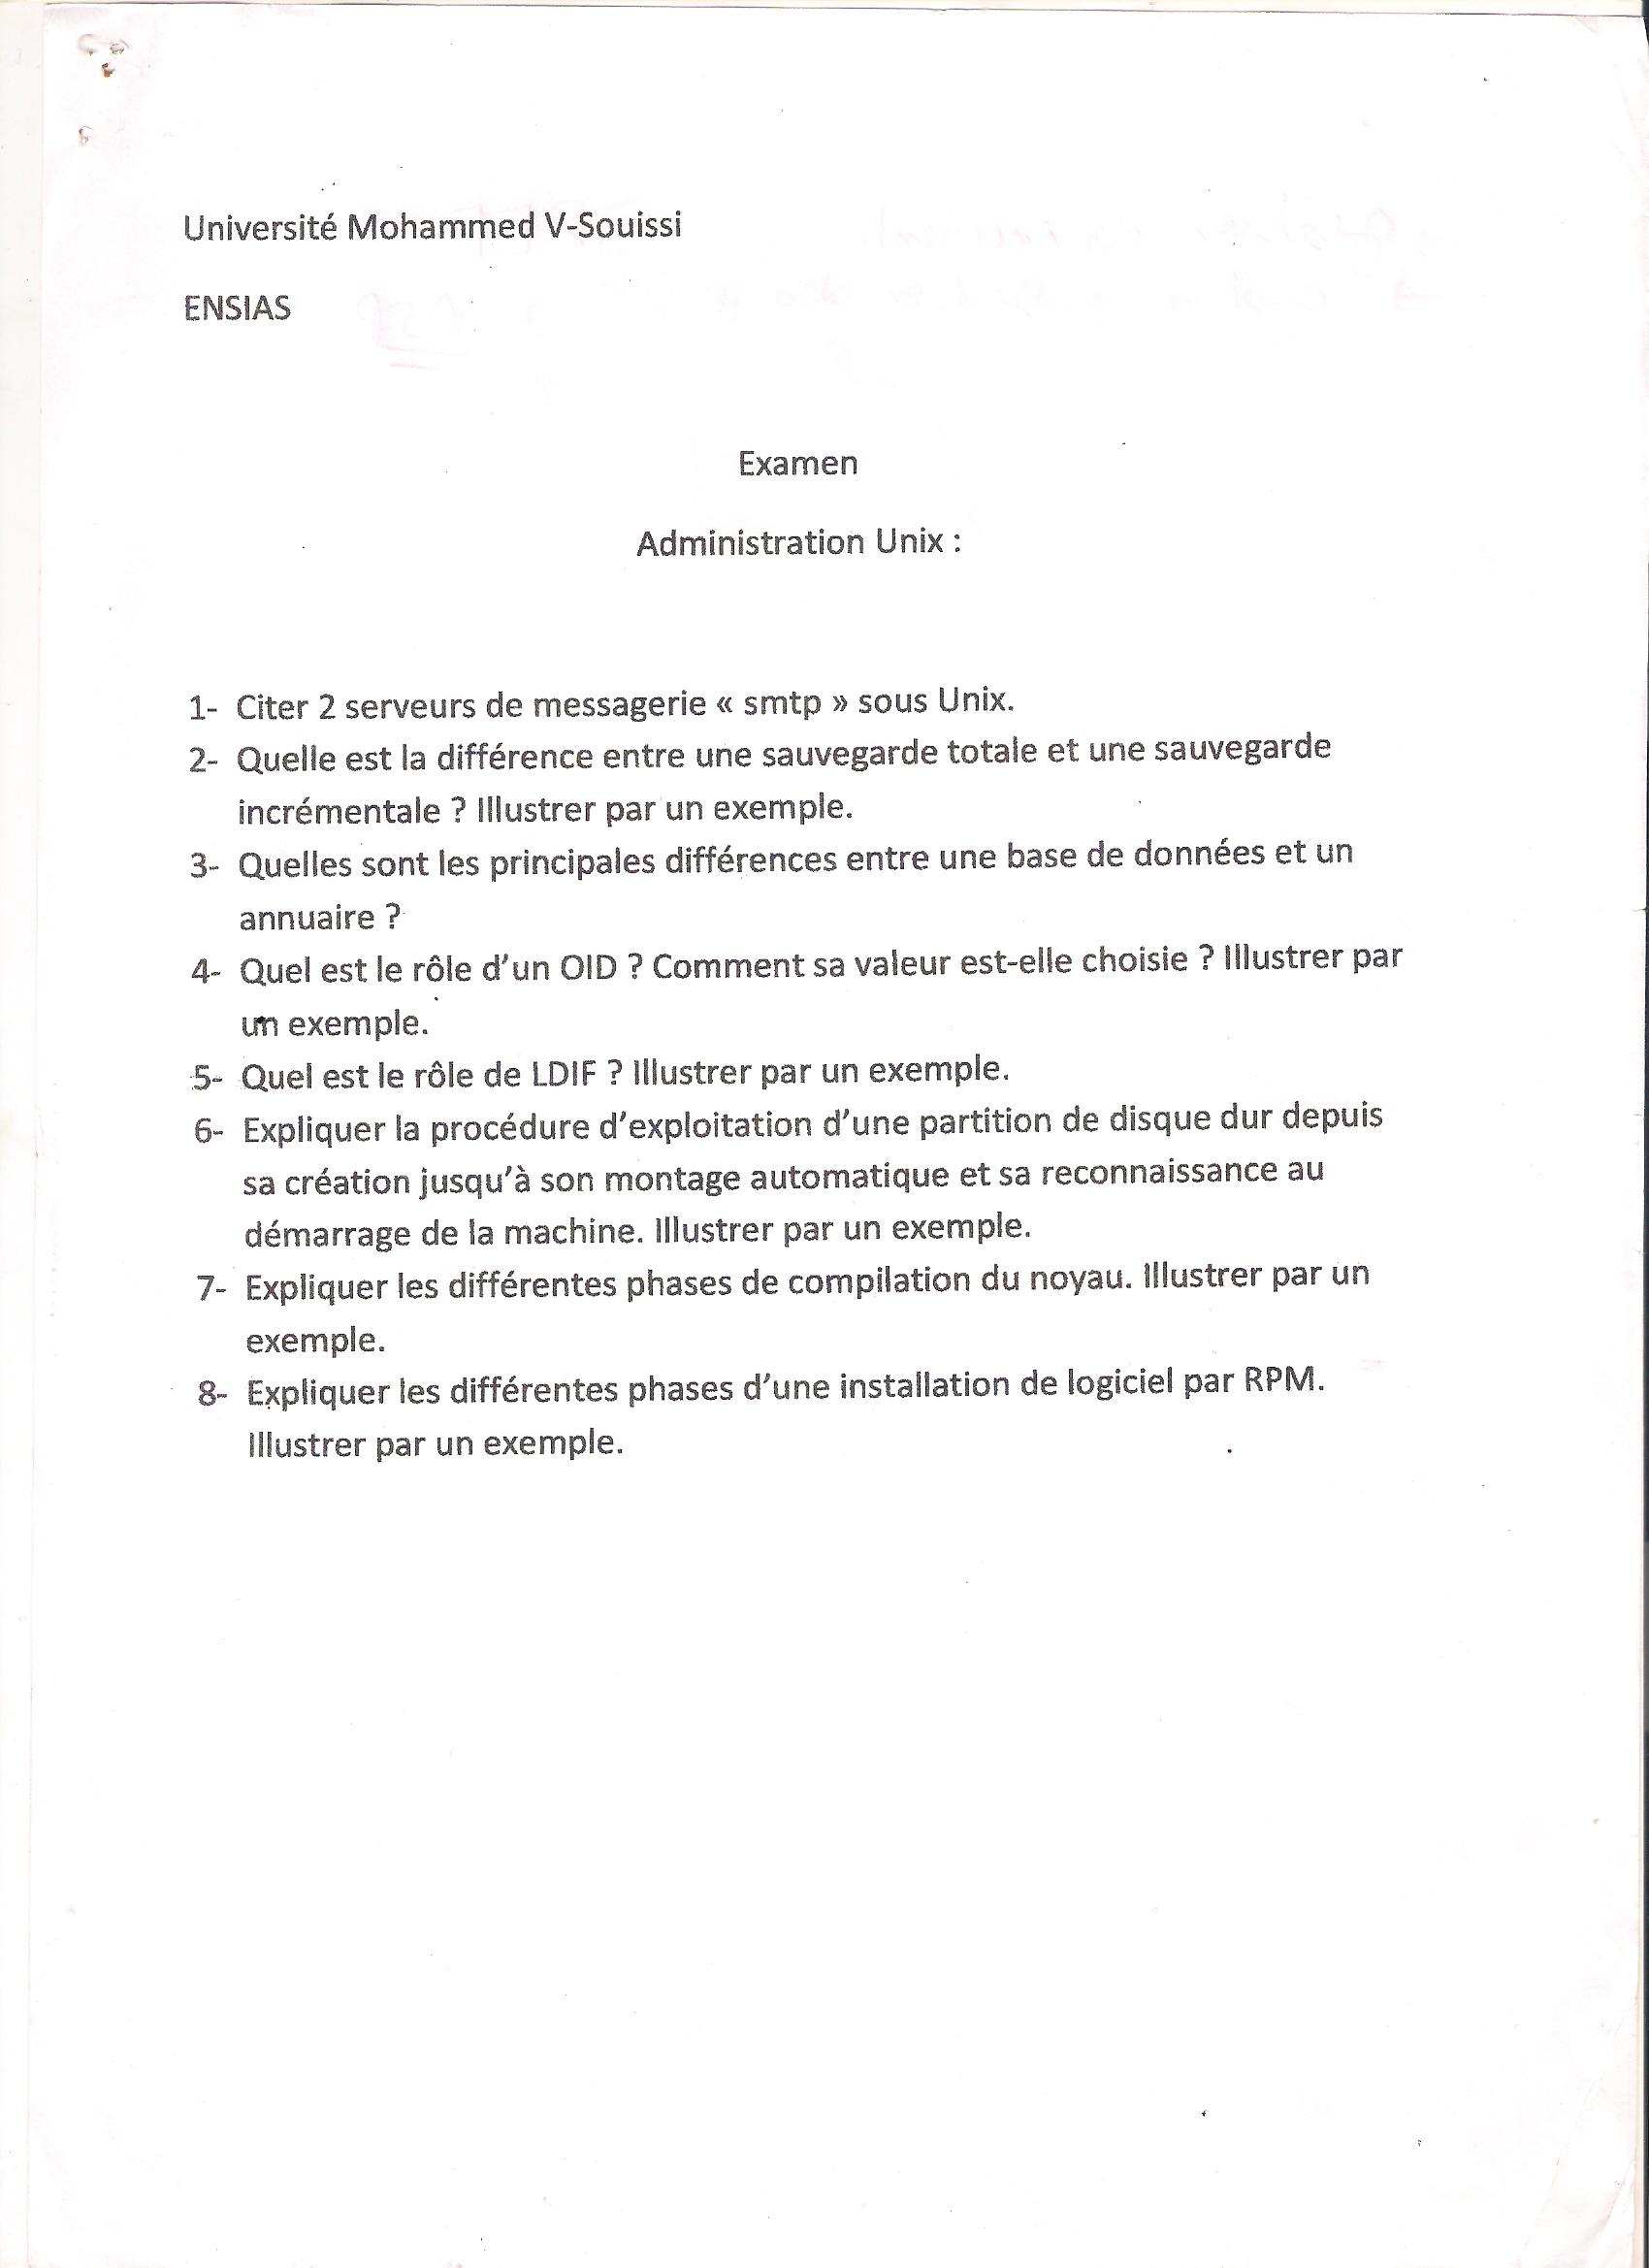 Université Mohammed V-Souissi
ENSIAS
Examen
Administration Unix :
1- Citer 2 serveurs de messagerie « smtp » sous Unix.
2- Quelle est la différence entre une sauvegarde totale et une sauvegarde
incrémentale ? Illustrer par un exemple.
3- Quelles sont les principales différences entre une base de données et un
annuaire ?
4- Quel est le rôle d'un OID ? Comment sa valeur est-elle choisie ? Illustrer par
un exemple.
5- Quel est le rôle de LDIF ? Illustrer par un exemple.
6- Expliquer la procédure d'exploitation d'une partition de disque dur depuis
sa création jusqu'à son montage automatique et sa reconnaissance au
démarrage de la machine. Illustrer par un exemple.
7- Expliquer les différentes phases de compilation du noyau. Illustrer par un
exemple.
8- Expliquer les différentes phases d'une installation de logiciel par RPM.
Illustrer par un exemple.